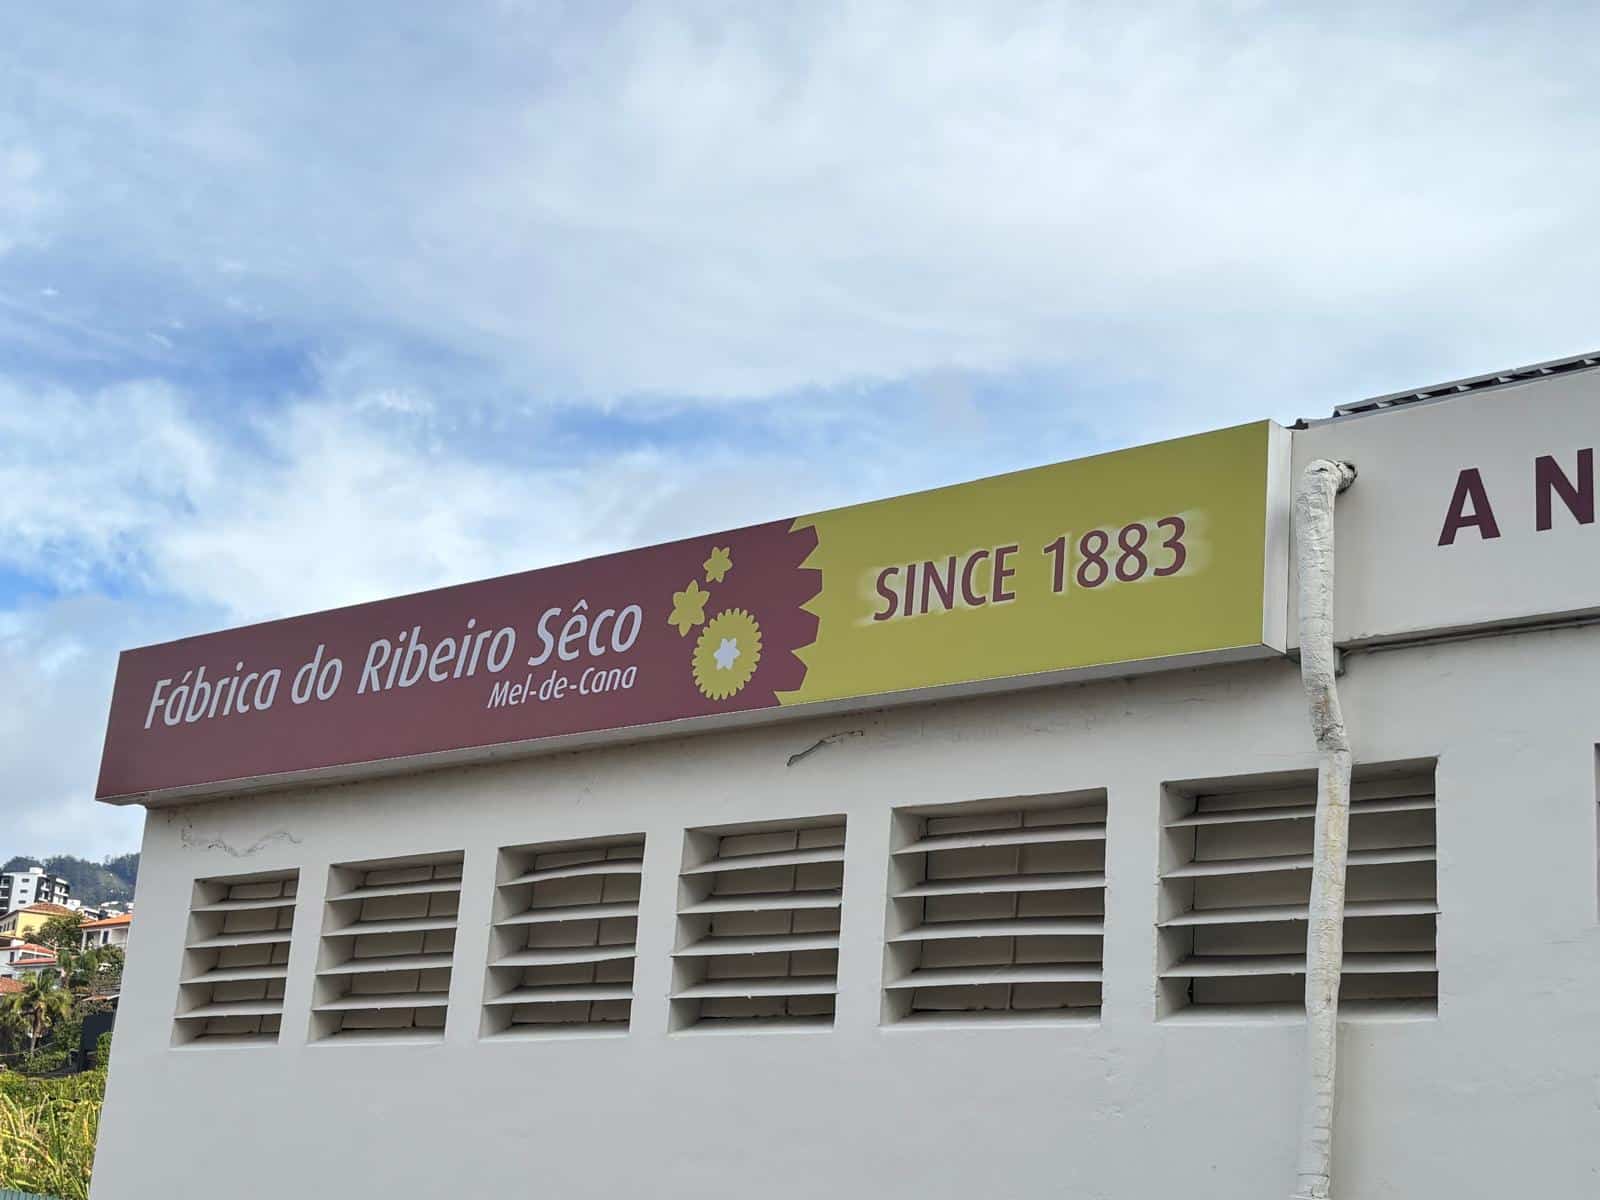 Fábrica do Ribeiro Sêco
Mel-de-Cana
SINCE 1883
AN